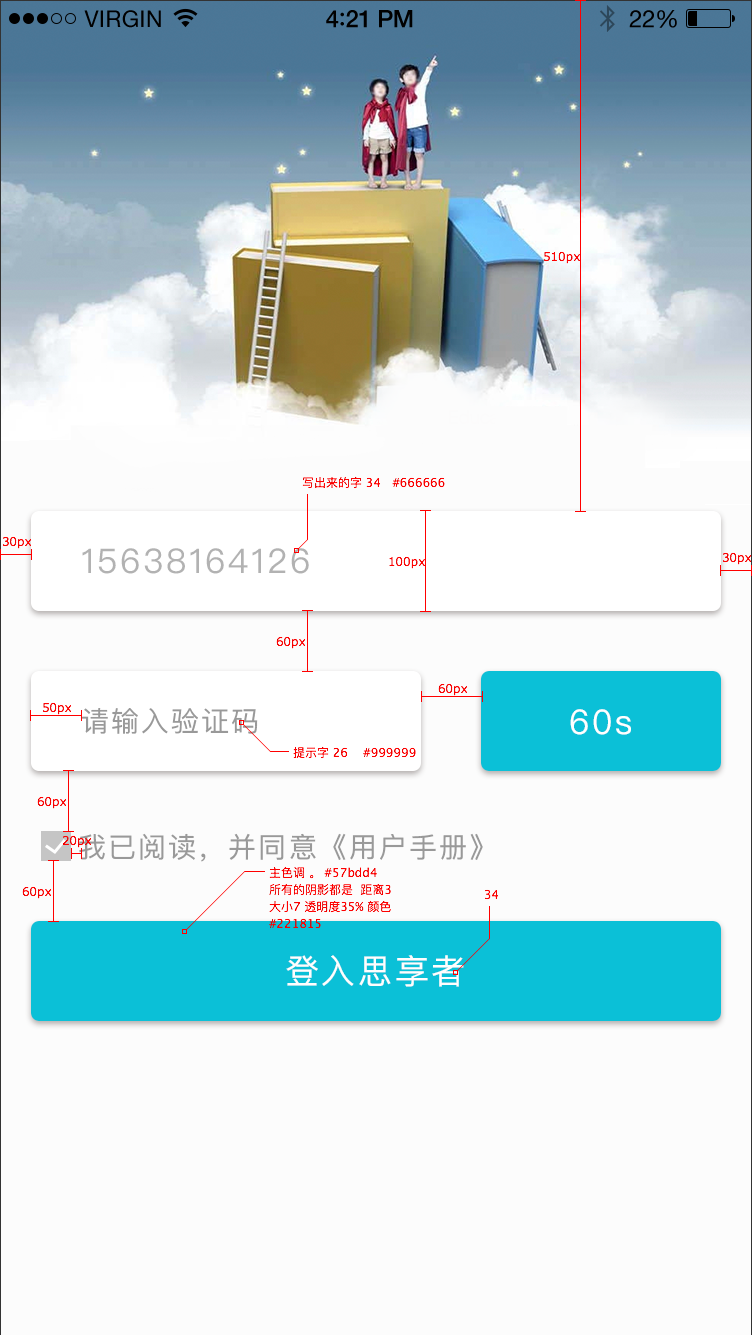 VIRGIN 4:21 PM 22%
510px
写出来的字 34 #666666
30px
15638164126
100px
30px
60px
60px
50px
请输入验证码
60s
提示字 26 #999999
60px
20px
我已阅读，并同意《用户手册》
主色调 。 #57bdd4
60px
所有的阴影都是 距离3
34
大小7 透明度35% 颜色
#221815
登入思享者